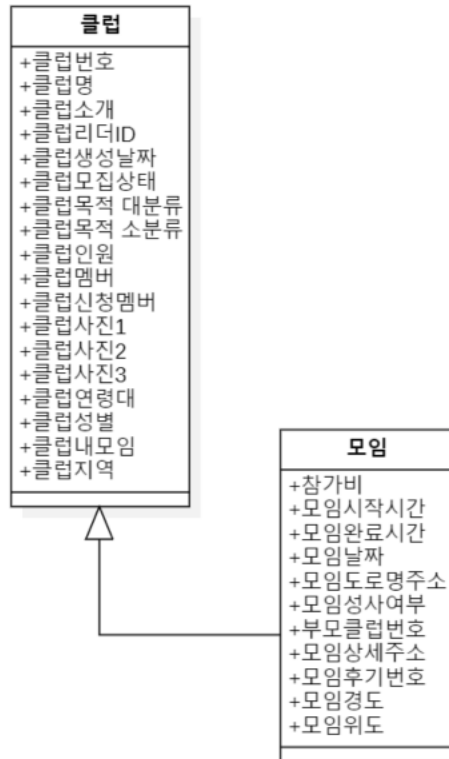 클럽
+클럽번호
+클럽명
+클럽소개
+클럽리더ID
+클럽생성날짜
+클럽모집상태
+클럽목적 대분류
+클럽목적 소분류
+클럽인원
+클럽멤버
+클럽신청멤버
+클럽사진1
+클럽사진2
+클럽사진3
+클럽연령대
+클럽성별
+클럽내모임
+클럽지역
모임
+참가비
+모임시작시간
+모임완료시간
+모임날짜
+모임도로명주소
+모임성사여부
+부모클럽번호
+모임상세주소
+모임후기번호
+모임경도
+모임위도